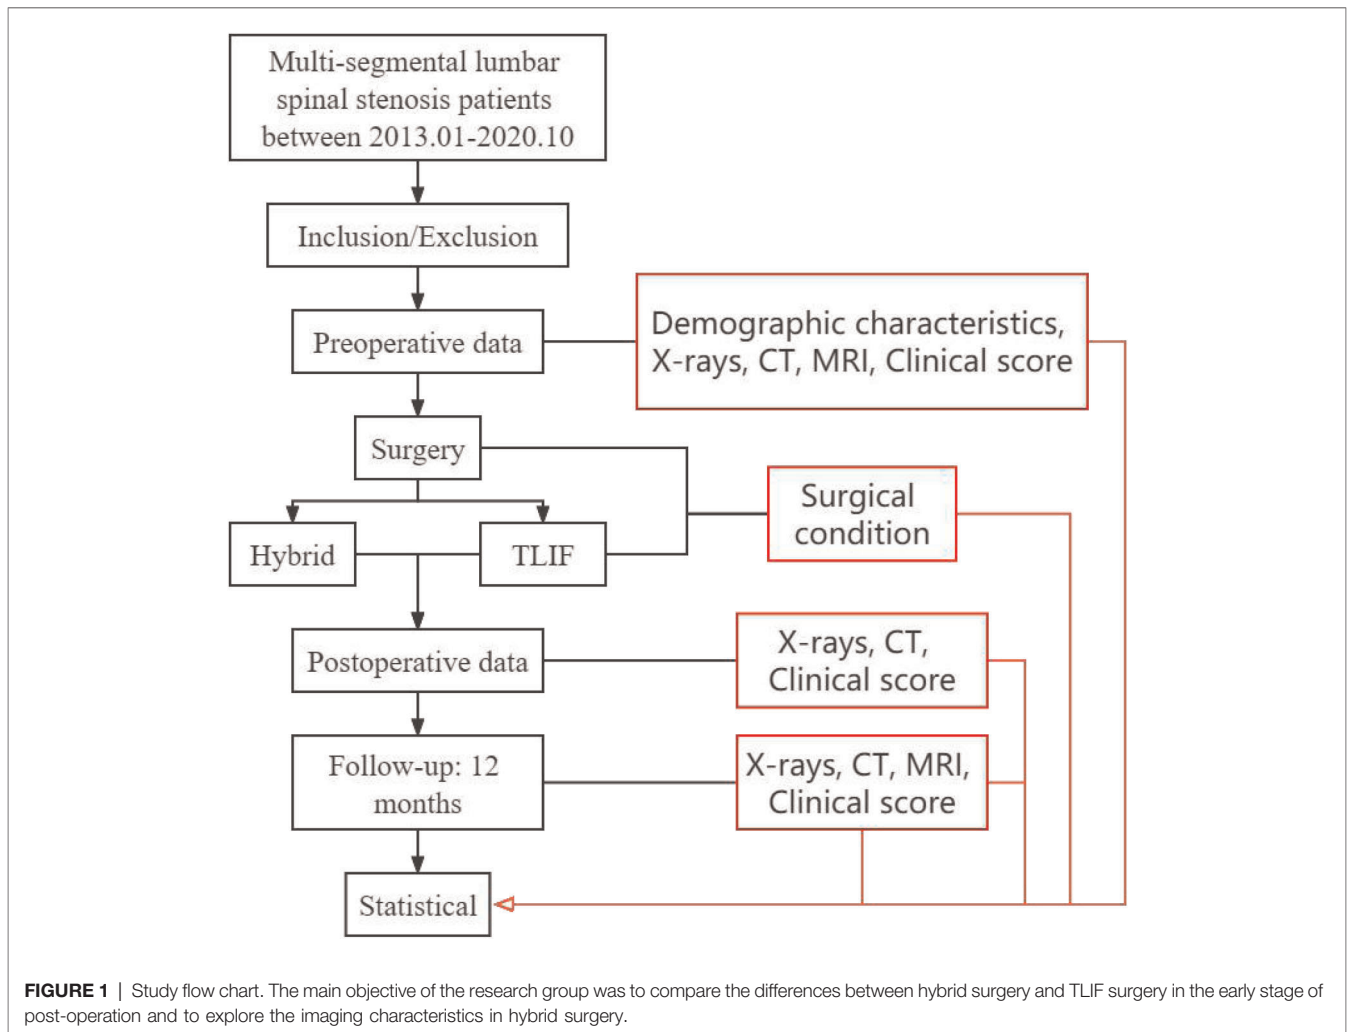 Multi-segmental lumbar
spinal stenosis patients
between 2013.01-2020.10
Inclusion/Exclusion
Preoperative data
Demographic characteristics,
X-rays, CT, MRI, Clinical score
Surgery
Surgical
condition
Hybrid
TLIF
Postoperative data
X-rays, CT,
Clinical score
Follow-up: 12
months
X-rays, CT, MRI,
Clinical score
Statistical
FIGURE 1 | Study flow chart. The main objective of the research group was to compare the differences between hybrid surgery and TLIF surgery in the early stage of
post-operation and to explore the imaging characteristics in hybrid surgery.